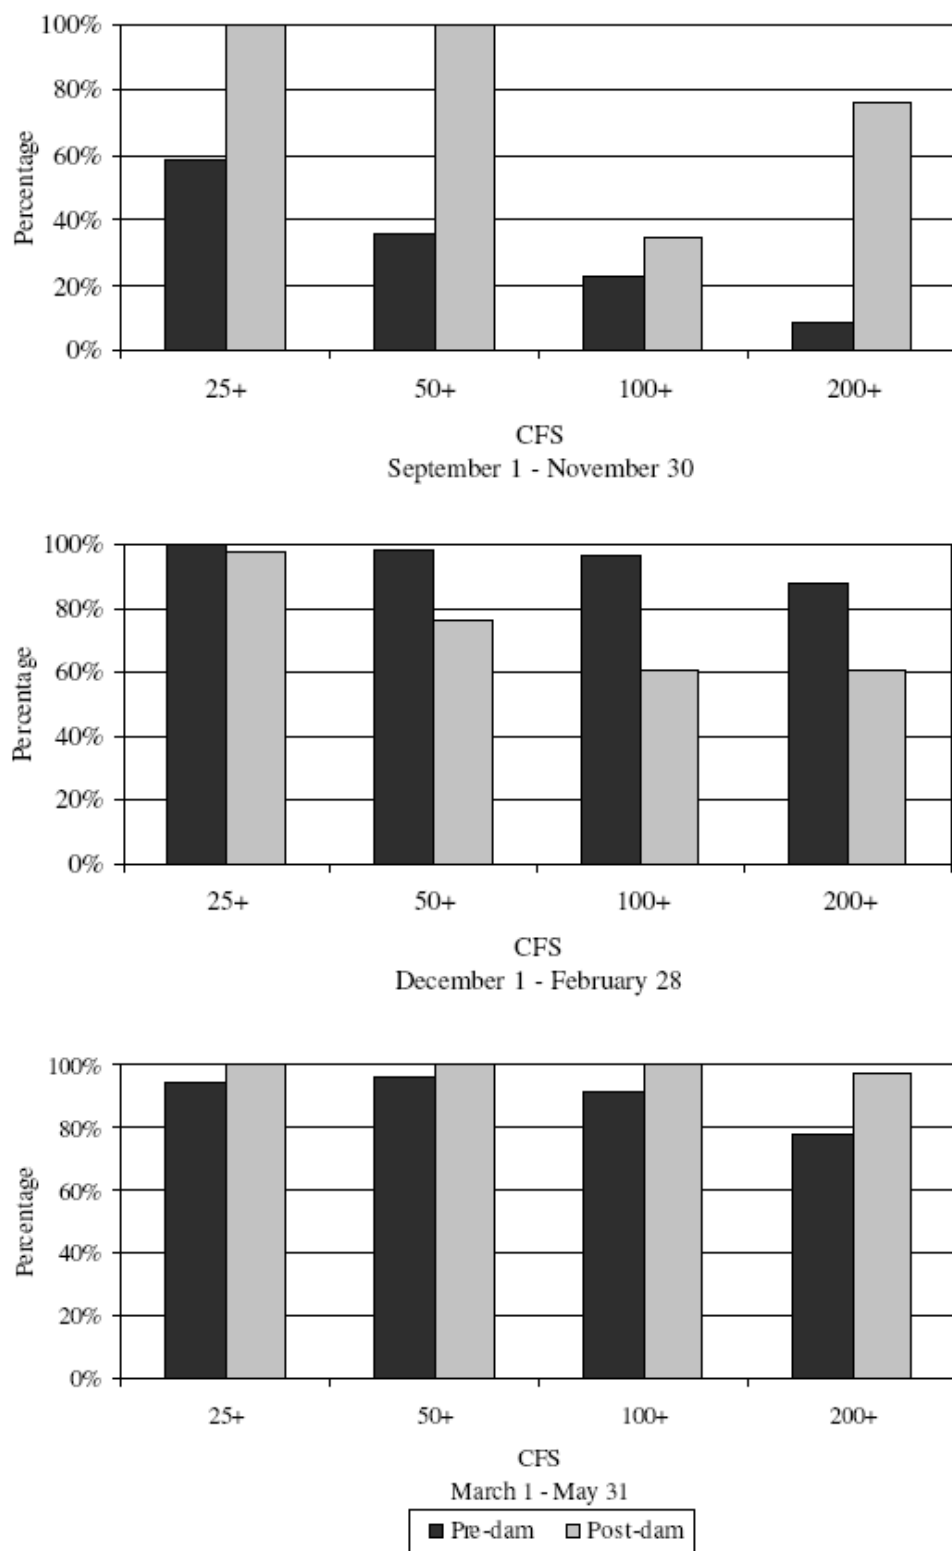 100%
80%
60%
40%
20%
0%
Percentage
25+ 50+ 100+ 200+
CFS
September 1 - November 30
100%
80%
60%
40%
20%
0%
Percentage
25+ 50+ 100+ 200+
CFS
December 1 - February 28
100%
80%
60%
40%
20%
0%
Percentage
25+ 50+ 100+ 200+
CFS
March 1 - May 31
Pre-dam Post-dam